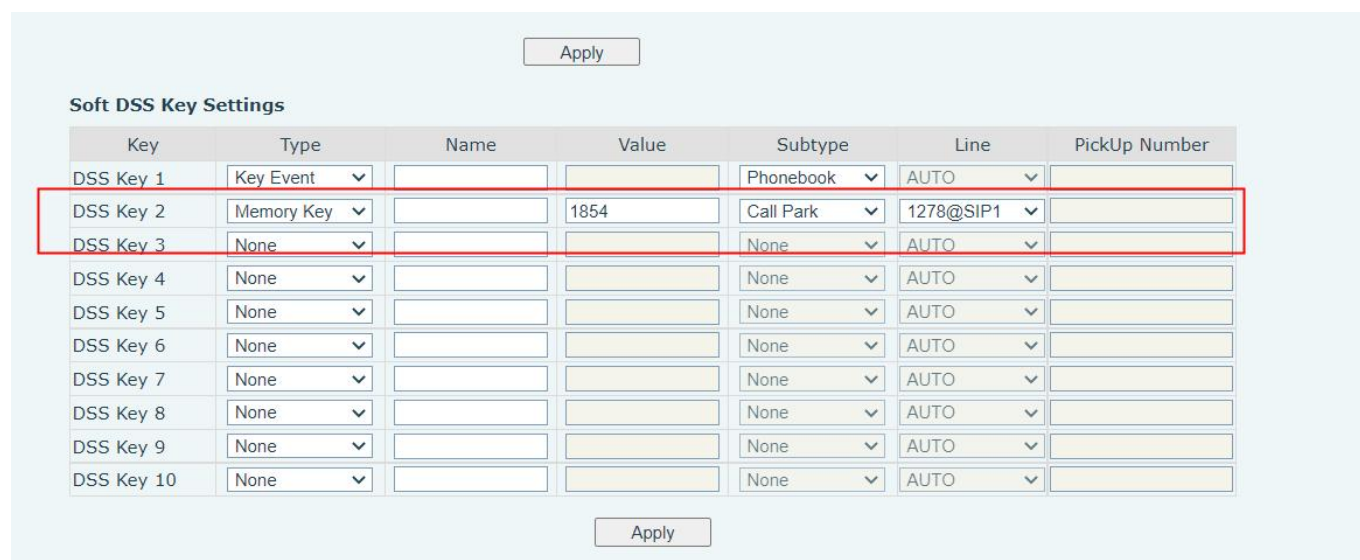 Apply
Soft DSS Key Settings
Key Type Name Value Subtype Line PickUp Number
DSS Key 1 Key Event Phonebook AUTO
DSS Key 2 Memory Key 1854 Call Park 1278@SIP1
DSS Key 3 None None AUTO
DSS Key 4 None None AUTO
DSS Key 5 None None AUTO
DSS Key 6 None None AUTO
DSS Key 7 None None AUTO
DSS Key 8 None None AUTO
DSS Key 9 None None AUTO
DSS Key 10 None None AUTO
Apply